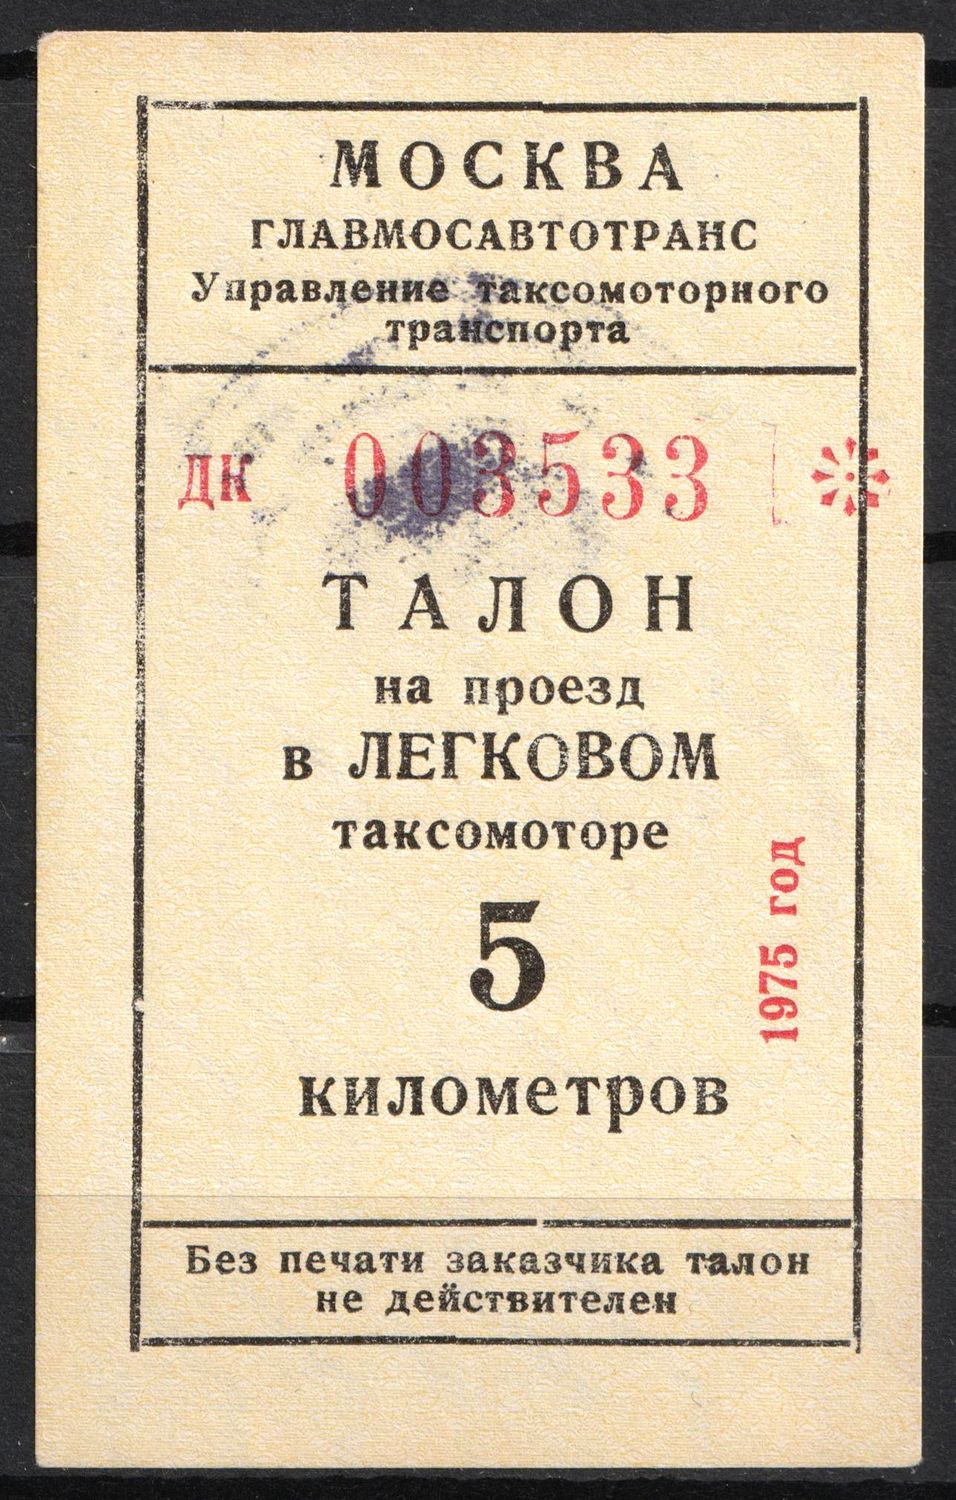 МОСКВА
ГЛАВМОСАВТОТРАНС
Управление таксомоторного
транспорта
ДК 003533 *
ТАЛОН
на проезд
в ЛЕГКОВОМ
таксомоторе
5
километров
1975 год
Без печати заказчика талон
не действителен